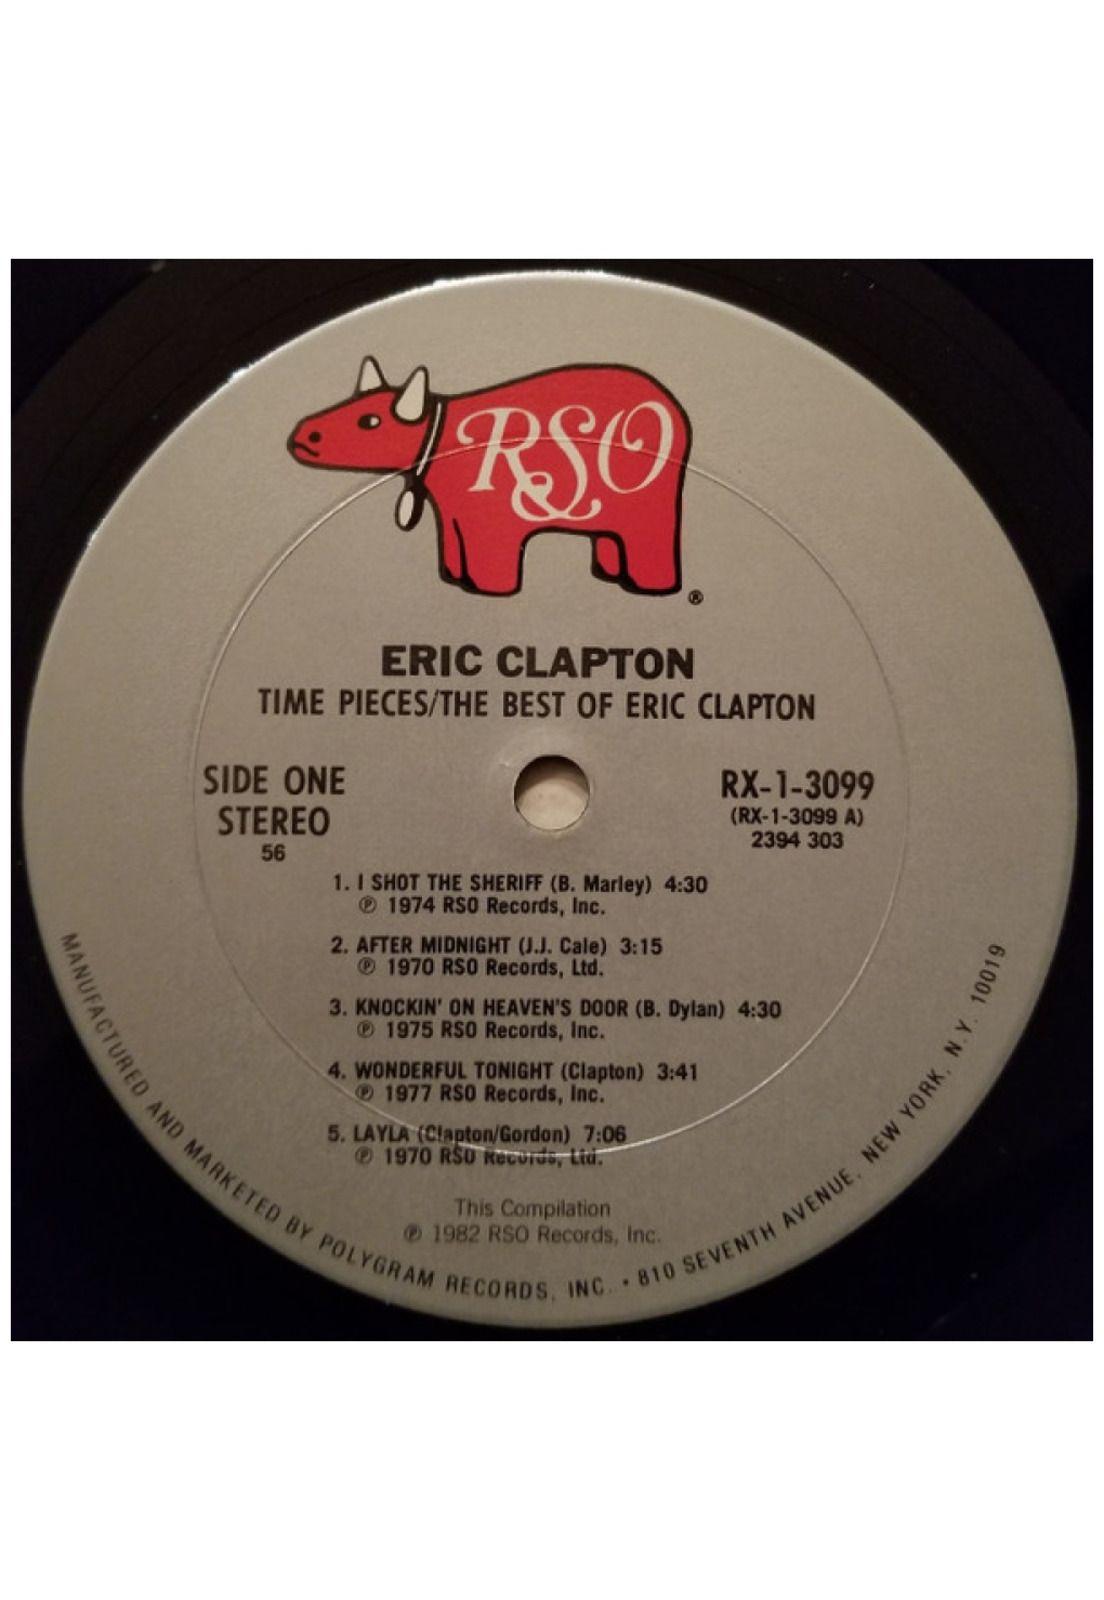 RSO
®
ERIC CLAPTON
TIME PIECES/THE BEST OF ERIC CLAPTON
SIDE ONE
STEREO
56
RX-1-3099
(RX-1-3099 A)
2394 303
1. I SHOT THE SHERIFF (B. Marley) 4:30
℗ 1974 RSO Records, Inc.
2. AFTER MIDNIGHT (J.J. Cale) 3:15
℗ 1970 RSO Records, Ltd.
3. KNOCKIN' ON HEAVEN'S DOOR (B. Dylan) 4:30
℗ 1975 RSO Records, Inc.
4. WONDERFUL TONIGHT (Clapton) 3:41
℗ 1977 RSO Records, Inc.
5. LAYLA (Clapton/Gordon) 7:06
℗ 1970 RSO Records, Ltd.
This Compilation
℗ 1982 RSO Records, Inc.
MANUFACTURED AND MARKETED BY POLYGRAM RECORDS, INC. • 810 SEVENTH AVENUE, NEW YORK, N.Y. 10019